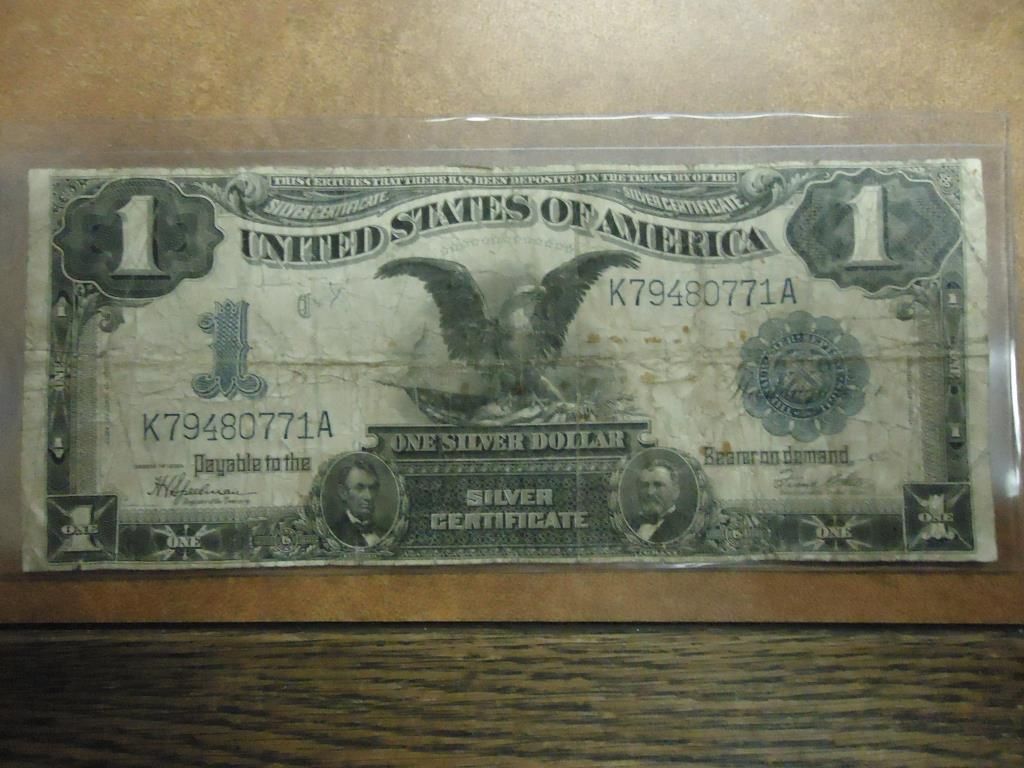 THIS CERTIFIES THAT THERE HAS BEEN DEPOSITED IN THE TREASURY OF THE
SILVER CERTIFICATE
SILVER CERTIFICATE
1
UNITED STATES OF AMERICA
1
K79480771A
1
K79480771A
ONE SILVER DOLLAR
Payable to the
Bearer on demand
SILVER
CERTIFICATE
ONE
ONE
ONE
ONE
ONE
ONE